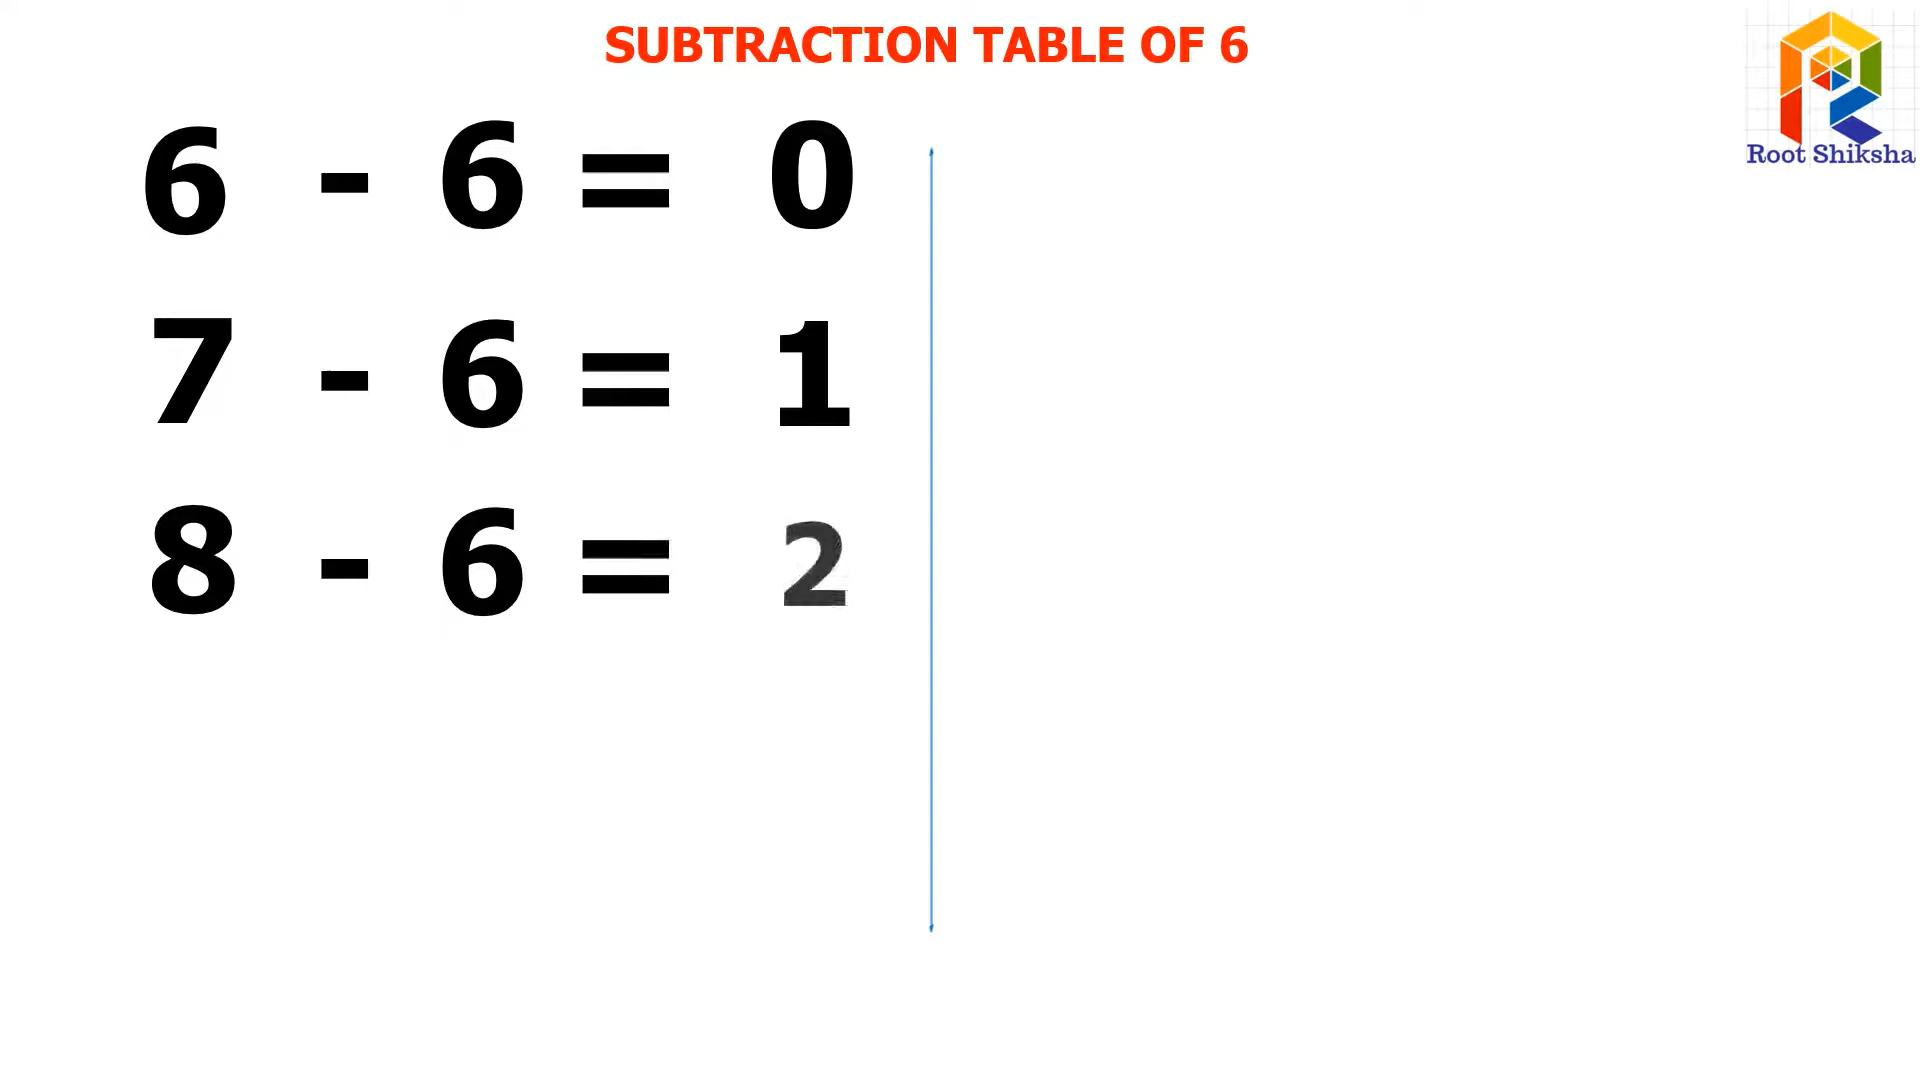 SUBTRACTION TABLE OF 6
Root Shiksha
6 - 6 = 0
7 - 6 = 1
8 - 6 = 2